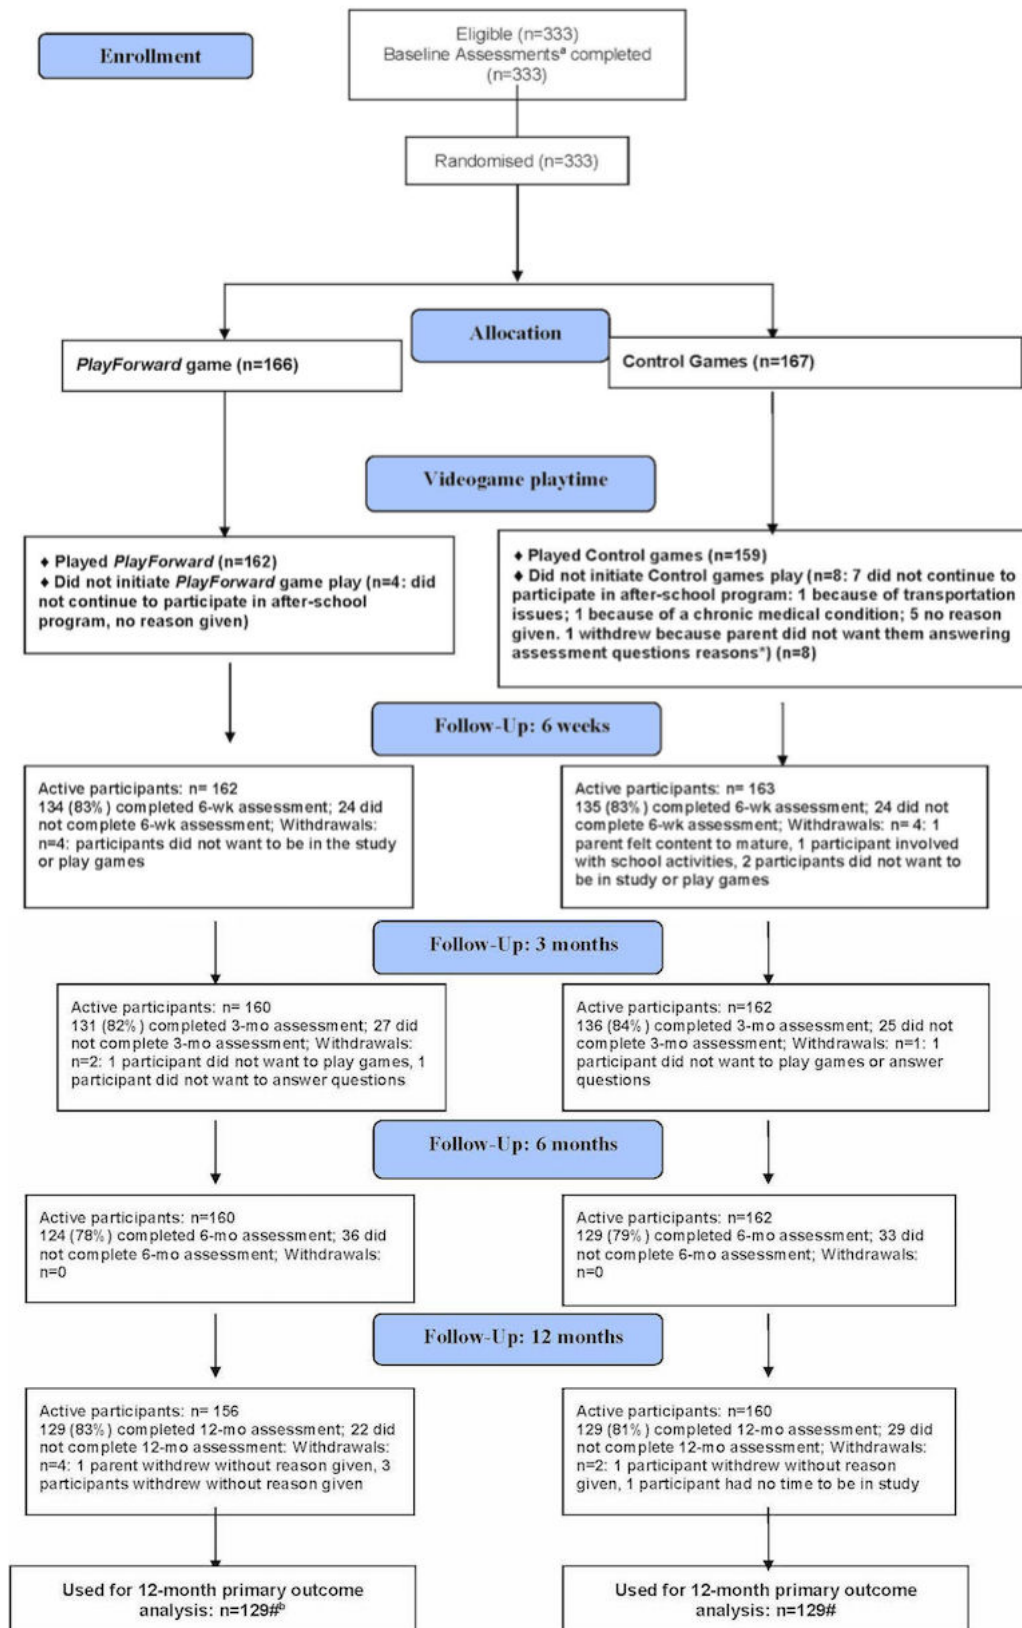 Enrollment
Eligible (n=333)
Baseline Assessmentsª completed
(n=333)
Randomised (n=333)
Allocation
PlayForward game (n=166)
Control Games (n=167)
Videogame playtime
♦ Played PlayForward (n=162)
♦ Did not initiate PlayForward game play (n=4: did
not continue to participate in after-school
program, no reason given)
♦ Played Control games (n=159)
♦ Did not initiate Control games play (n=8: 7 did not continue to
participate in after-school program: 1 because of transportation
issues; 1 because of a chronic medical condition; 5 no reason
given. 1 withdrew because parent did not want them answering
assessment questions reasons*) (n=8)
Follow-Up: 6 weeks
Active participants: n= 162
134 (83%) completed 6-wk assessment; 24 did
not complete 6-wk assessment; Withdrawals:
n=4: participants did not want to be in the study
or play games
Active participants: n= 163
135 (83%) completed 6-wk assessment; 24 did
not complete 6-wk assessment; Withdrawals: n= 4: 1
parent felt content to mature, 1 participant involved
with school activities, 2 participants did not want to
be in study or play games
Follow-Up: 3 months
Active participants: n= 160
131 (82%) completed 3-mo assessment; 27 did
not complete 3-mo assessment; Withdrawals:
n=2: 1 participant did not want to play games, 1
participant did not want to answer questions
Active participants: n=162
136 (84%) completed 3-mo assessment; 25 did not
complete 3-mo assessment; Withdrawals: n=1: 1
participant did not want to play games or answer
questions
Follow-Up: 6 months
Active participants: n=160
124 (78%) completed 6-mo assessment; 36 did
not complete 6-mo assessment; Withdrawals:
n=0
Active participants: n=162
129 (79%) completed 6-mo assessment; 33 did
not complete 6-mo assessment; Withdrawals:
n=0
Follow-Up: 12 months
Active participants: n= 156
129 (83%) completed 12-mo assessment; 22 did
not complete 12-mo assessment: Withdrawals:
n=4: 1 parent withdrew without reason given, 3
participants withdrew without reason given
Active participants: n=160
129 (81%) completed 12-mo assessment; 29 did
not complete 12-mo assessment; Withdrawals:
n=2: 1 participant withdrew without reason
given, 1 participant had no time to be in study
Used for 12-month primary outcome
analysis: n=129#ᵇ
Used for 12-month primary outcome
analysis: n=129#